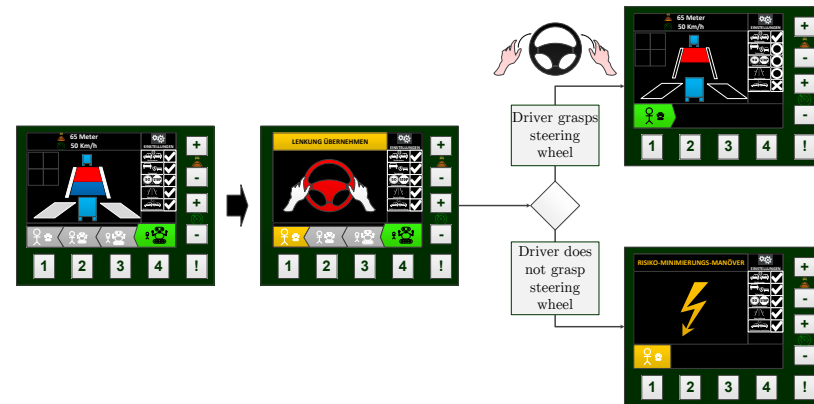 65 Meter
50 Km/h
EINSTELLUNGEN
+
-
+
-
1 2 3 4 !
LENKUNG ÜBERNEHMEN
EINSTELLUNGEN
+
-
+
-
1 2 3 4 !
Driver grasps
steering
wheel
65 Meter
50 Km/h
EINSTELLUNGEN
+
-
+
-
1 2 3 4 !
Driver does
not grasp
steering
wheel
RISIKO-MINIMIERUNGS-MANÖVER
EINSTELLUNGEN
+
-
+
-
1 2 3 4 !